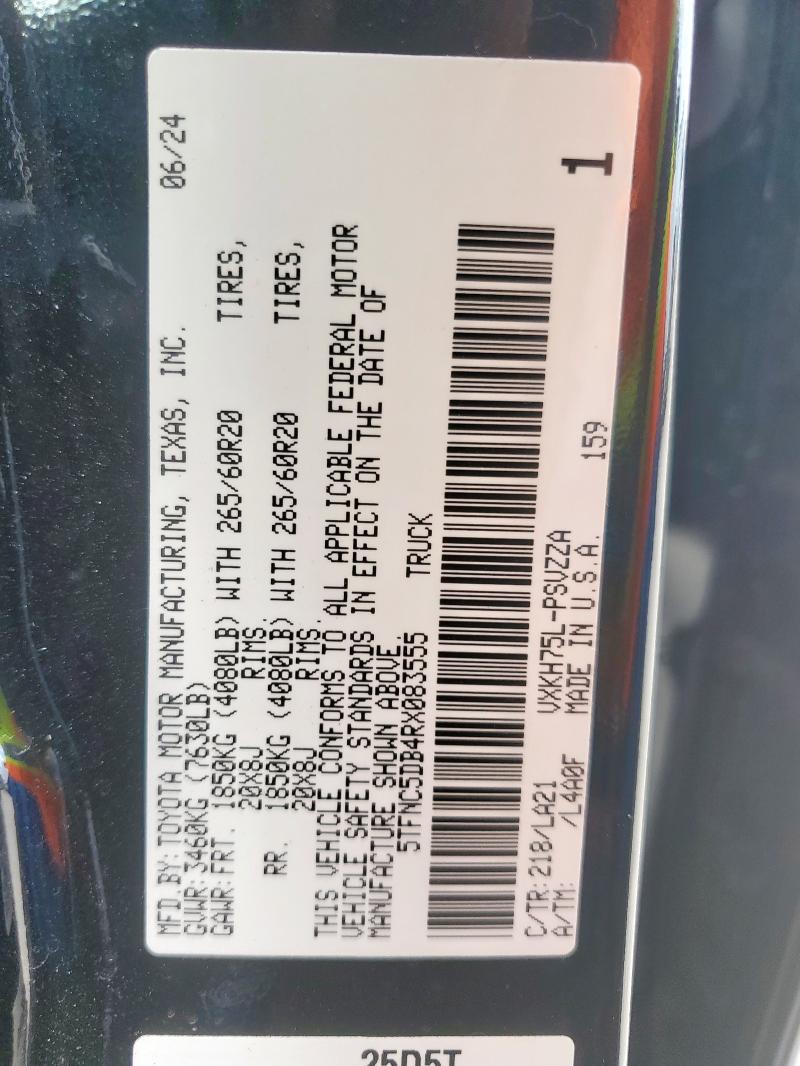 MFD.BY: TOYOTA MOTOR MANUFACTURING, TEXAS, INC. 06/24
GVWR: 3460KG (7630LB)
GAWR: FRT. 1850KG (4080LB) WITH 265/60R20 TIRES,
20X8J RIMS.
RR. 1850KG (4080LB) WITH 265/60R20 TIRES,
20X8J RIMS.
THIS VEHICLE CONFORMS TO ALL APPLICABLE FEDERAL MOTOR
VEHICLE SAFETY STANDARDS IN EFFECT ON THE DATE OF
MANUFACTURE SHOWN ABOVE
5TFNC5DB4RX083555 TRUCK
C/TR: 218/LA21 VXKH75L-PSVZZA
A/TM: /L4A0F MADE IN U.S.A. 159
1
25D5T